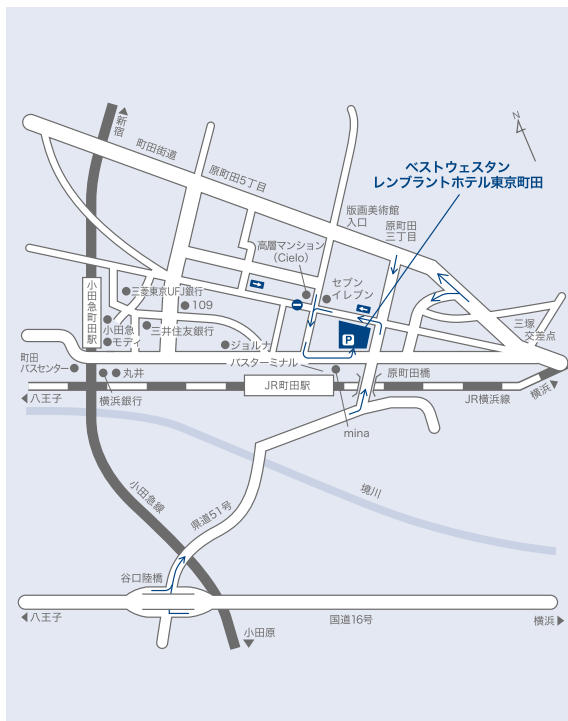 新宿
N
町田街道
原町田5丁目
ベストウェスタン
レンブラントホテル東京町田
版画美術館
入口
原町田
三丁目
高層マンション
（Cielo）
セブン
イレブン
三菱東京UFJ銀行
109
小田急町田駅
小田急
モディ
三井住友銀行
ジョルナ
三塚
交差点
町田
バスセンター
丸井
バスターミナル
原町田橋
八王子
横浜銀行
JR町田駅
JR横浜線
横浜
mina
小田急線
県道51号
境川
谷口陸橋
八王子
国道16号
横浜
小田原
P